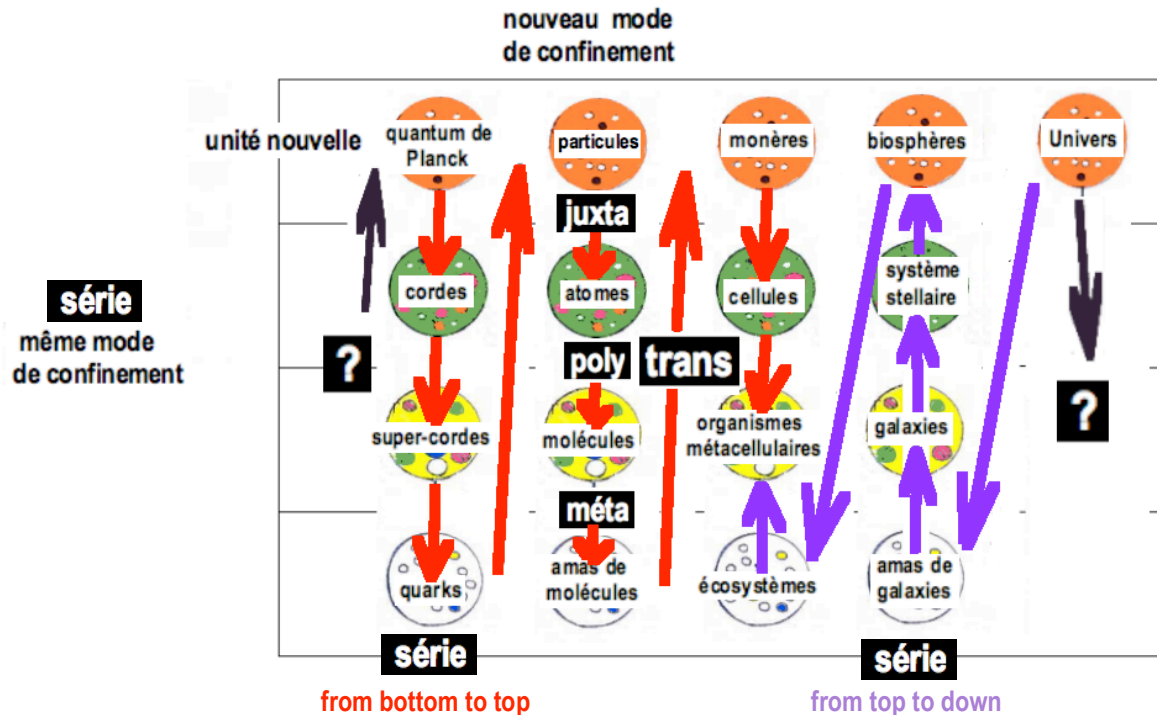 nouveau mode
de confinement
unité nouvelle
quantum de
Planck
particules
monères
biosphères
Univers
juxta
série
même mode
de confinement
cordes
atomes
cellules
système
stellaire
?
poly
trans
?
super-cordes
molécules
organismes
métacellulaires
galaxies
méta
quarks
amas de
molécules
écosystèmes
amas de
galaxies
série
série
from bottom to top
from top to down